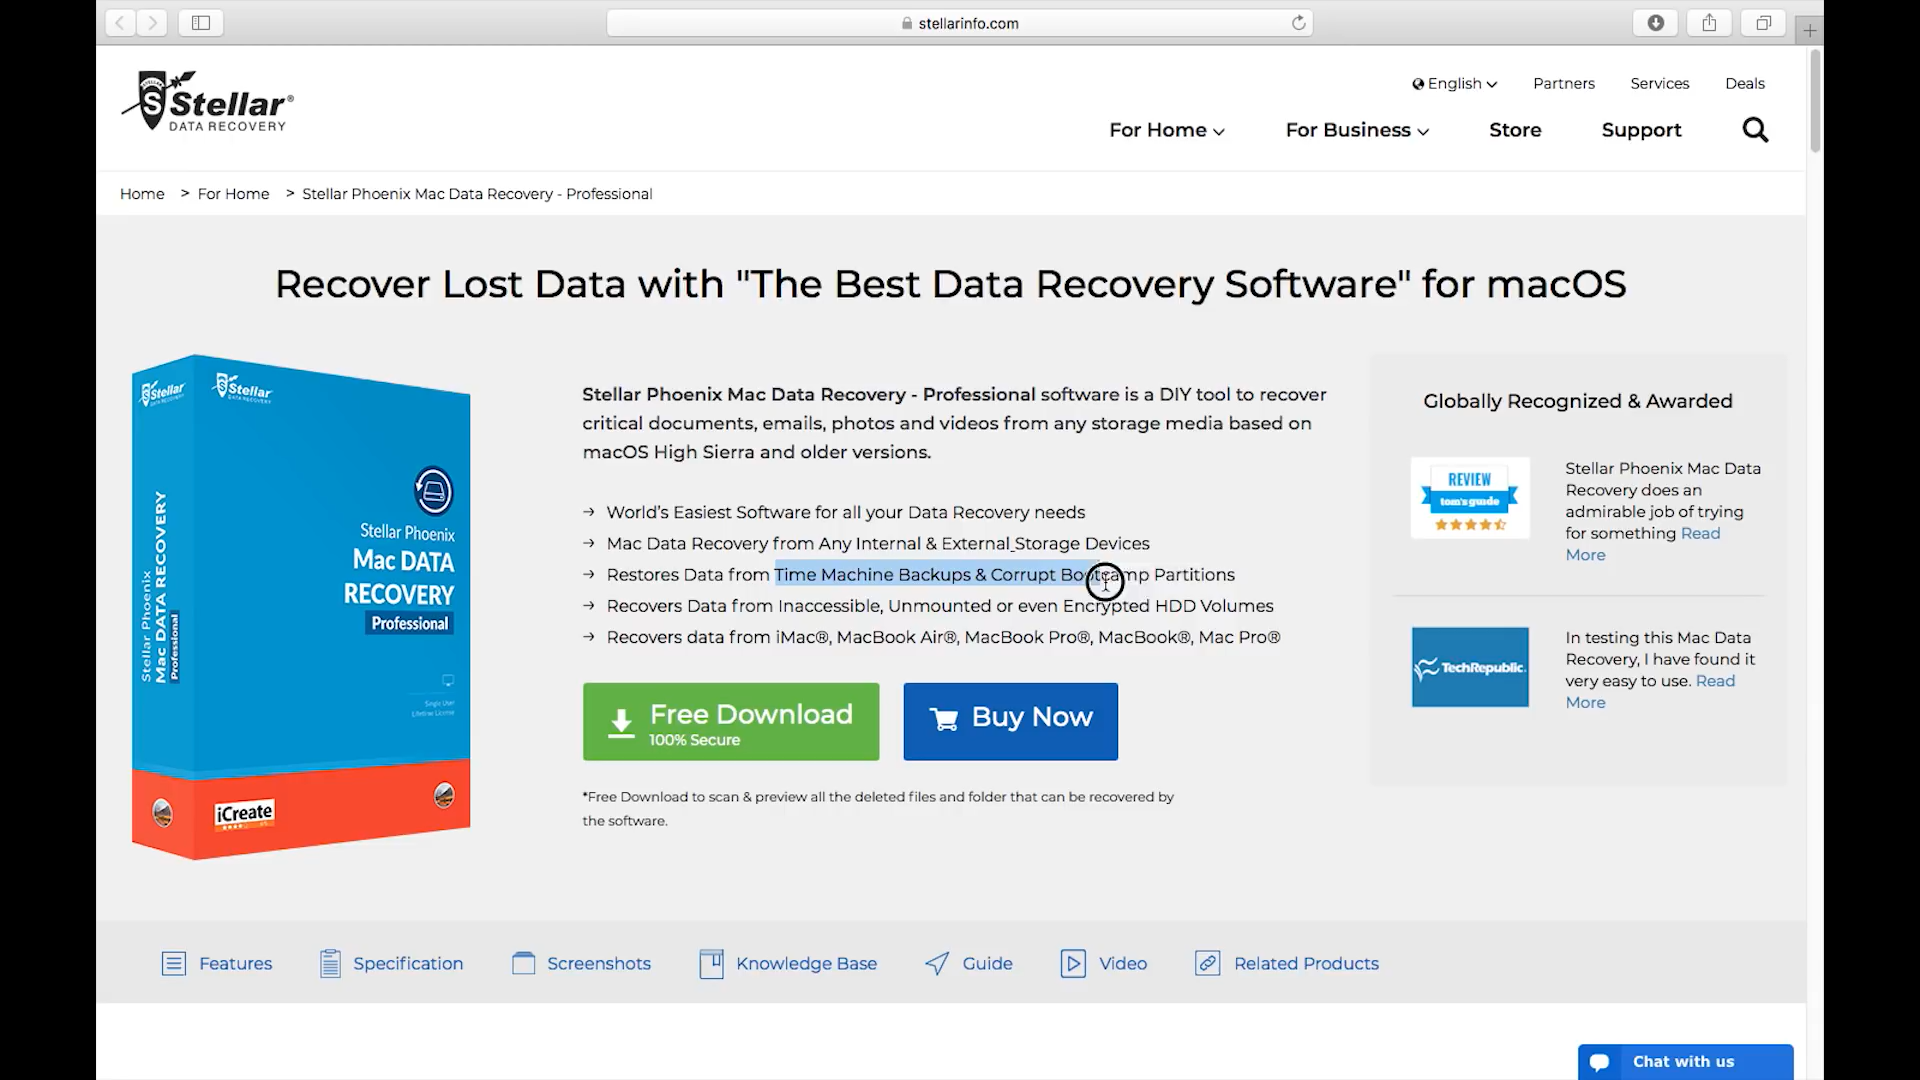 stellarinfo.com
Stellar®
DATA RECOVERY
English
Partners
Services
Deals
For Home
For Business
Store
Support
Home > For Home > Stellar Phoenix Mac Data Recovery - Professional
Recover Lost Data with "The Best Data Recovery Software" for macOS
Stellar
DATA RECOVERY
Stellar
DATA RECOVERY
Stellar Phoenix
Mac DATA RECOVERY
Professional
Stellar Phoenix
Mac DATA
RECOVERY
Professional
Single User
Lifetime License
iCreate
Stellar Phoenix Mac Data Recovery - Professional software is a DIY tool to recover
critical documents, emails, photos and videos from any storage media based on
macOS High Sierra and older versions.
→ World's Easiest Software for all your Data Recovery needs
→ Mac Data Recovery from Any Internal & External Storage Devices
→ Restores Data from Time Machine Backups & Corrupt Bootcamp Partitions
→ Recovers Data from Inaccessible, Unmounted or even Encrypted HDD Volumes
→ Recovers data from iMac®, MacBook Air®, MacBook Pro®, MacBook®, Mac Pro®
Free Download
100% Secure
Buy Now
*Free Download to scan & preview all the deleted files and folder that can be recovered by
the software.
Globally Recognized & Awarded
REVIEW
tom's guide
Stellar Phoenix Mac Data
Recovery does an
admirable job of trying
for something Read
More
TechRepublic.
In testing this Mac Data
Recovery, I have found it
very easy to use. Read
More
Features
Specification
Screenshots
Knowledge Base
Guide
Video
Related Products
Chat with us